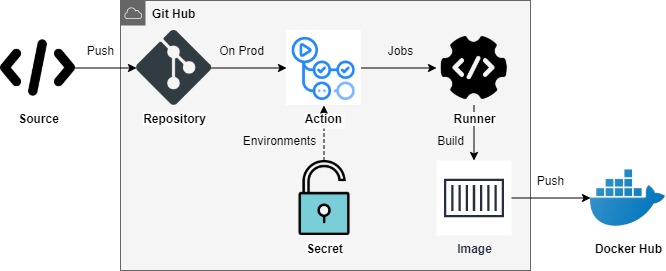 Git Hub
Push
On Prod
Jobs
Source
Repository
Action
Runner
Environments
Build
Push
Secret
Image
Docker Hub